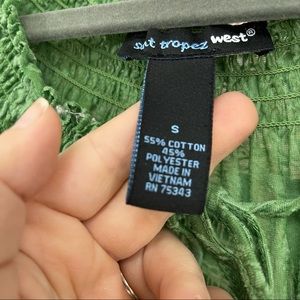 saint tropez west
S
55% COTTON
45%
POLYESTER
MADE IN
VIETNAM
RN 75343